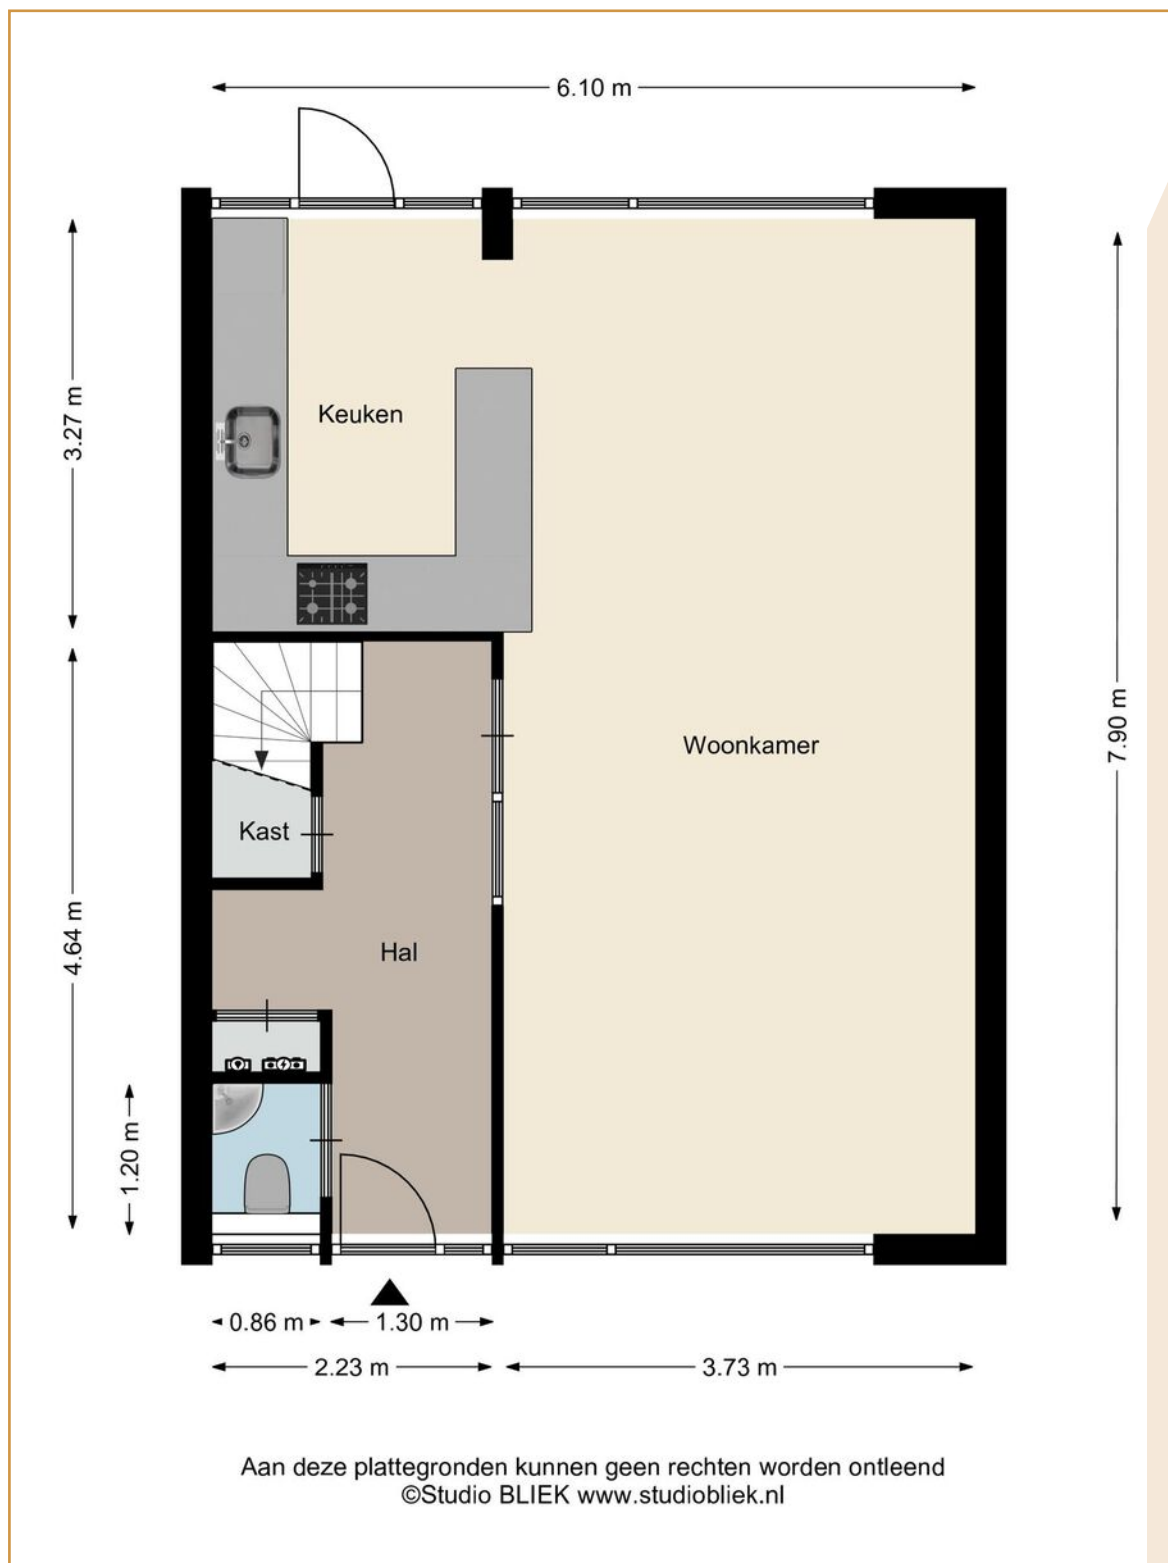 6.10 m
3.27 m
Keuken
7.90 m
Woonkamer
Kast
4.64 m
Hal
1.20 m
0.86 m
1.30 m
2.23 m
3.73 m
Aan deze plattegronden kunnen geen rechten worden ontleend
©Studio BLIEK www.studiobliek.nl